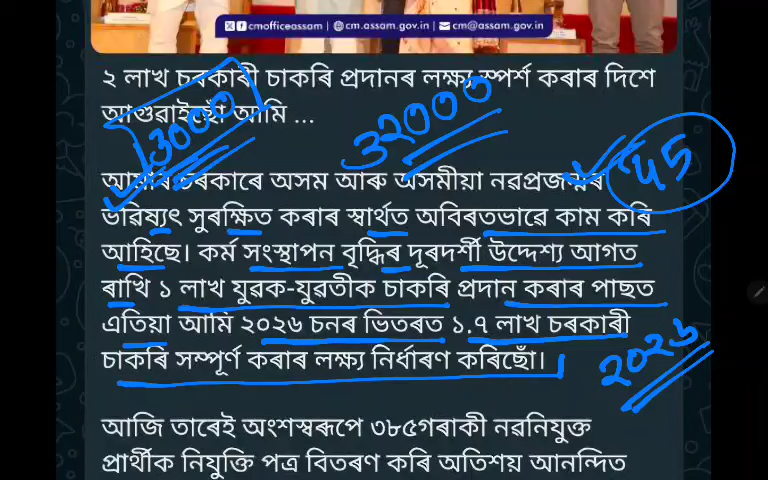 cmofficeassam | cm.assam.gov.in | cm@assam.gov.in
২ লাখ চৰকাৰী চাকৰি প্ৰদানৰ লক্ষ্য স্পৰ্শ কৰাৰ দিশে
আগুৱাইছোঁ আমি ...
13000
32000
45
আমাৰ চৰকাৰে অসম আৰু অসমীয়া নৱপ্ৰজন্মৰ
ভৱিষ্যৎ সুৰক্ষিত কৰাৰ স্বাৰ্থত অবিৰতভাৱে কাম কৰি
আহিছে। কৰ্ম সংস্থাপন বৃদ্ধিৰ দূৰদৰ্শী উদ্দেশ্য আগত
ৰাখি ১ লাখ যুৱক-যুৱতীক চাকৰি প্ৰদান কৰাৰ পাছত
এতিয়া আমি ২০২৬ চনৰ ভিতৰত ১.৭ লাখ চৰকাৰী
চাকৰি সম্পূৰ্ণ কৰাৰ লক্ষ্য নিৰ্ধাৰণ কৰিছোঁ।
2026
আজি তাৰেই অংশস্বৰূপে ৩৮৫গৰাকী নৱনিযুক্ত
প্ৰাৰ্থীক নিযুক্তি পত্ৰ বিতৰণ কৰি অতিশয় আনন্দিত